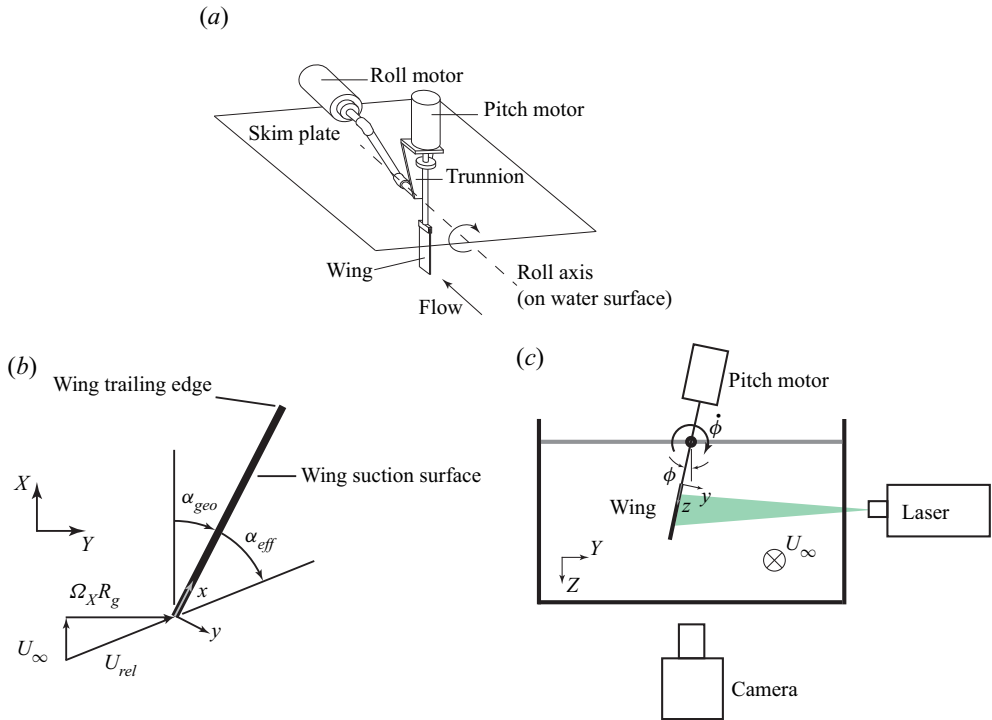 (a)
Roll motor
Pitch motor
Skim plate
Trunnion
Wing
Roll axis
(on water surface)
Flow
(b)
Wing trailing edge
Wing suction surface
X
Y
α_geo
α_eff
x
y
Ω_X R_g
U_∞
U_rel
(c)
Pitch motor
ϕ̇
ϕ
y
z
Wing
Laser
Y
Z
U_∞
Camera